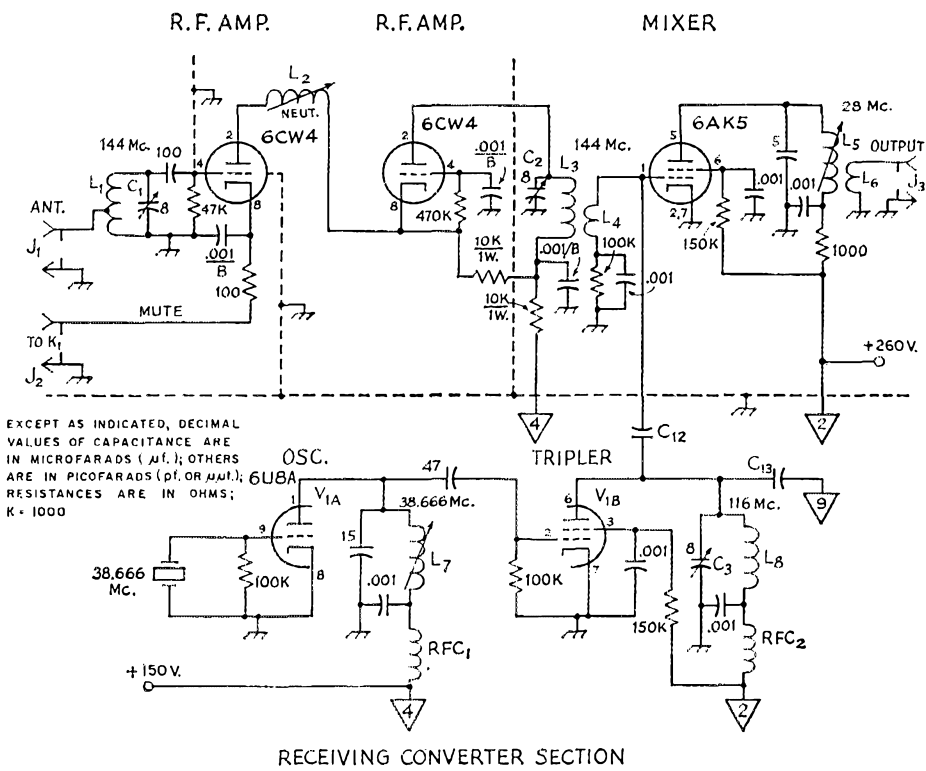 R.F. AMP. R.F. AMP. MIXER
L2
NEUT.
6CW4
6CW4
6AK5
28 Mc.
144 Mc.
144 Mc.
OUTPUT
2
2
5
100
4
4
6
8
8
8
2,7
L1
C1
8
47K
.001
B
100
470K
.001
B
C2
8
L3
L4
100K
.001
.001/B
10K
1W.
10K
1W.
5
.001
.001
150K
1000
L5
L6
J3
ANT.
J1
MUTE
TO K1
J2
+260 V.
4
2
C12
EXCEPT AS INDICATED, DECIMAL
VALUES OF CAPACITANCE ARE
IN MICROFARADS (µf.); OTHERS
ARE IN PICOFARADS (pf. OR µµf.);
RESISTANCES ARE IN OHMS;
K = 1000
OSC.
6U8A
V1A
1
9
8
47
38.666 Mc.
TRIPLER
V1B
6
2
3
7
C13
9
116 Mc.
38.666
Mc.
100K
15
.001
L7
RFC1
100K
.001
150K
8
C3
L8
.001
RFC2
+150 V.
4
2
RECEIVING CONVERTER SECTION